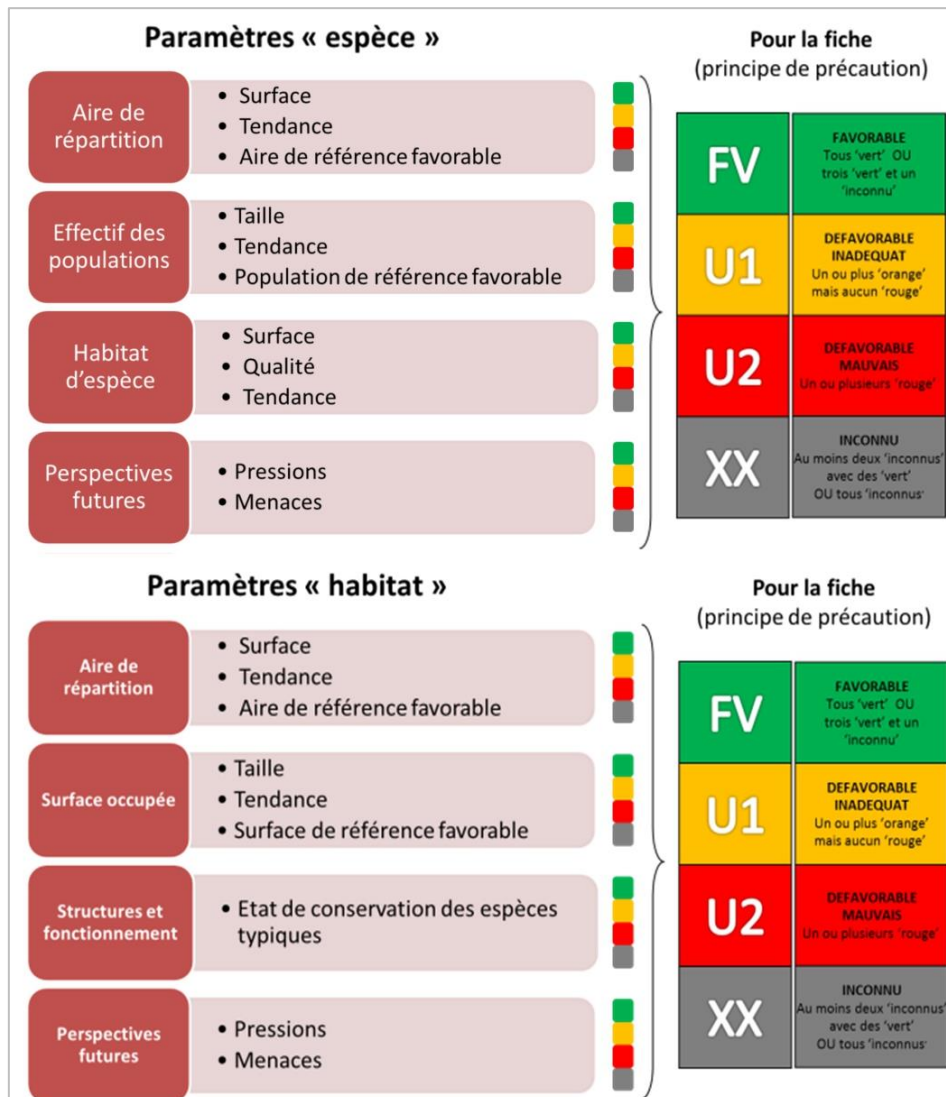 Paramètres « espèce »
Pour la fiche
(principe de précaution)
Aire de
répartition
• Surface
• Tendance
• Aire de référence favorable
Effectif des
populations
• Taille
• Tendance
• Population de référence favorable
Habitat
d’espèce
• Surface
• Qualité
• Tendance
Perspectives
futures
• Pressions
• Menaces
FV
FAVORABLE
Tous ‘vert’ OU
trois ‘vert’ et un
‘inconnu’
U1
DEFAVORABLE
INADEQUAT
Un ou plus ‘orange’
mais aucun ‘rouge’
U2
DEFAVORABLE
MAUVAIS
Un ou plusieurs ‘rouge’
XX
INCONNU
Au moins deux ‘inconnus’
avec des ‘vert’
OU tous ‘inconnus’
Paramètres « habitat »
Pour la fiche
(principe de précaution)
Aire de
répartition
• Surface
• Tendance
• Aire de référence favorable
Surface occupée
• Taille
• Tendance
• Surface de référence favorable
Structures et
fonctionnement
• Etat de conservation des espèces
typiques
Perspectives
futures
• Pressions
• Menaces
FV
FAVORABLE
Tous ‘vert’ OU
trois ‘vert’ et un
‘inconnu’
U1
DEFAVORABLE
INADEQUAT
Un ou plus ‘orange’
mais aucun ‘rouge’
U2
DEFAVORABLE
MAUVAIS
Un ou plusieurs ‘rouge’
XX
INCONNU
Au moins deux ‘inconnus’
avec des ‘vert’
OU tous ‘inconnus’